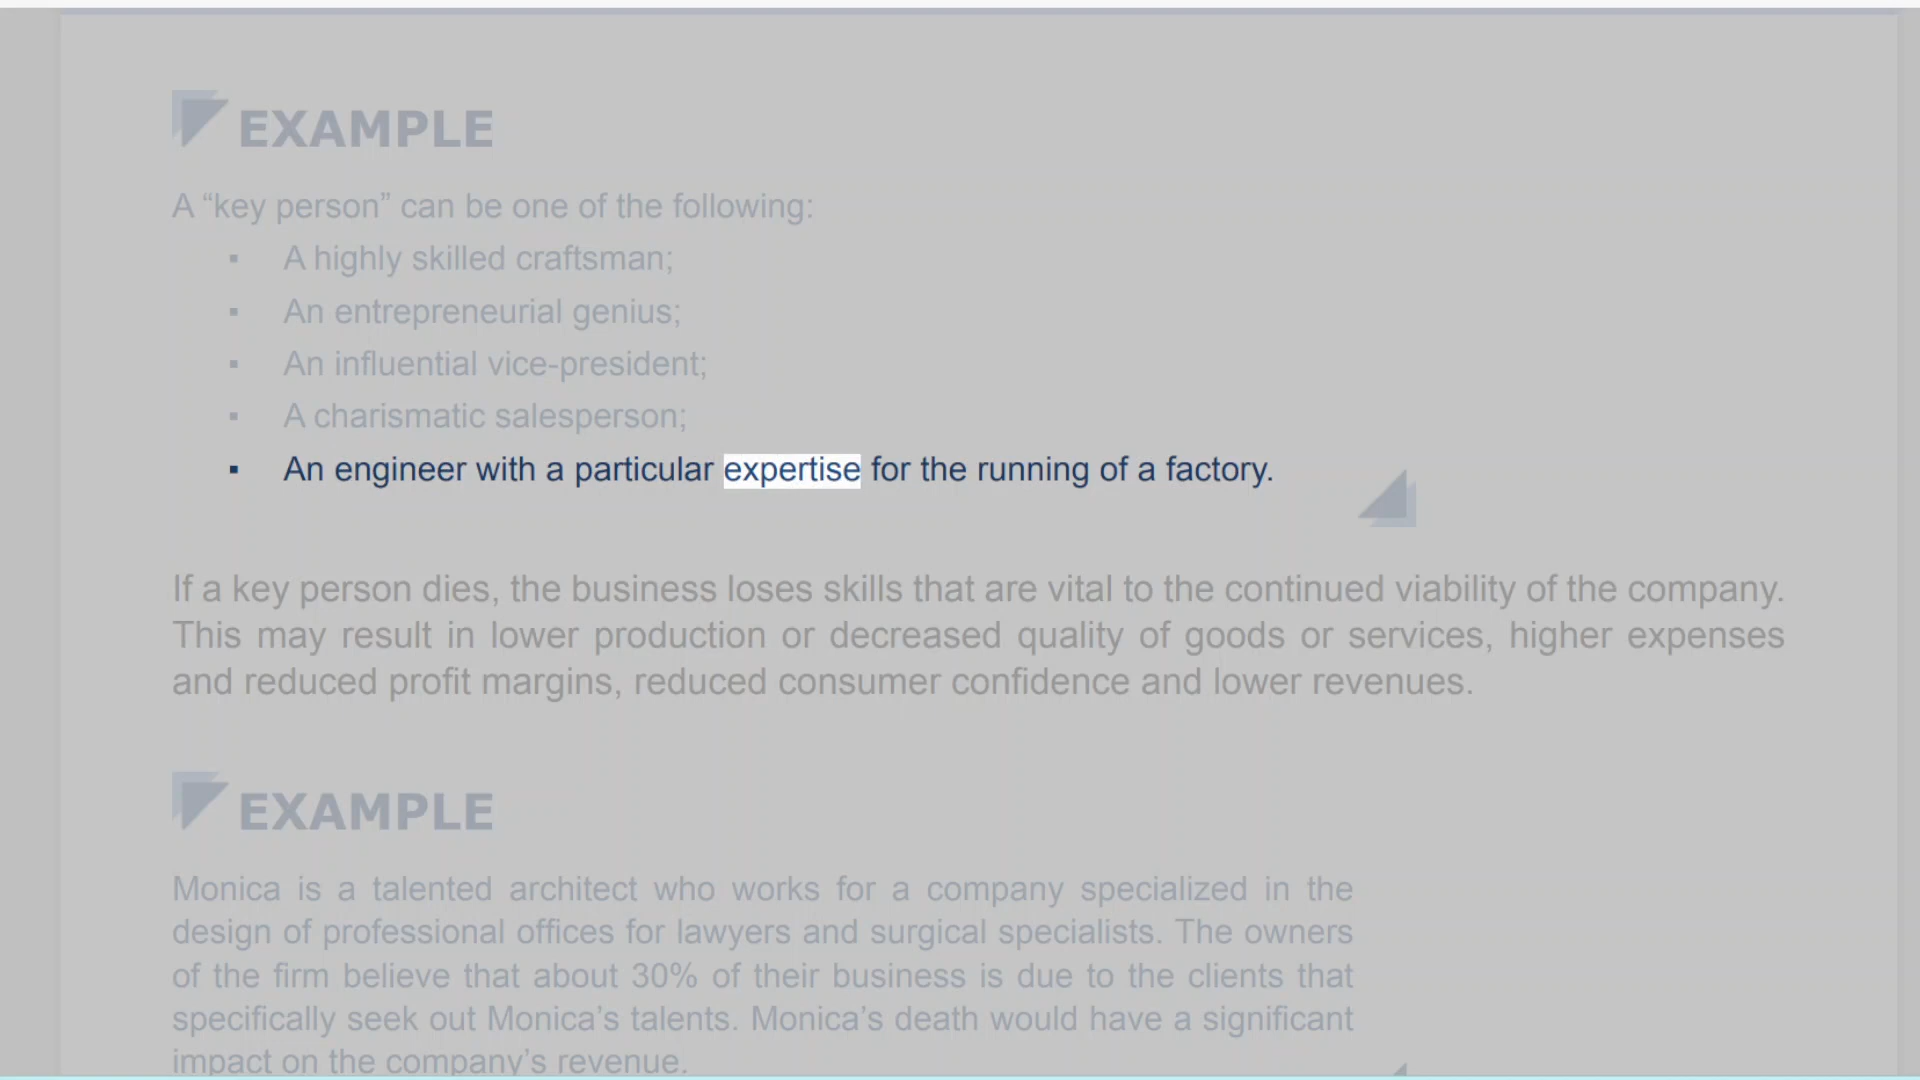 EXAMPLE
A “key person” can be one of the following:
▪ A highly skilled craftsman;
▪ An entrepreneurial genius;
▪ An influential vice-president;
▪ A charismatic salesperson;
▪ An engineer with a particular expertise for the running of a factory.
If a key person dies, the business loses skills that are vital to the continued viability of the company.
This may result in lower production or decreased quality of goods or services, higher expenses
and reduced profit margins, reduced consumer confidence and lower revenues.
EXAMPLE
Monica is a talented architect who works for a company specialized in the
design of professional offices for lawyers and surgical specialists. The owners
of the firm believe that about 30% of their business is due to the clients that
specifically seek out Monica’s talents. Monica’s death would have a significant
impact on the company’s revenue.